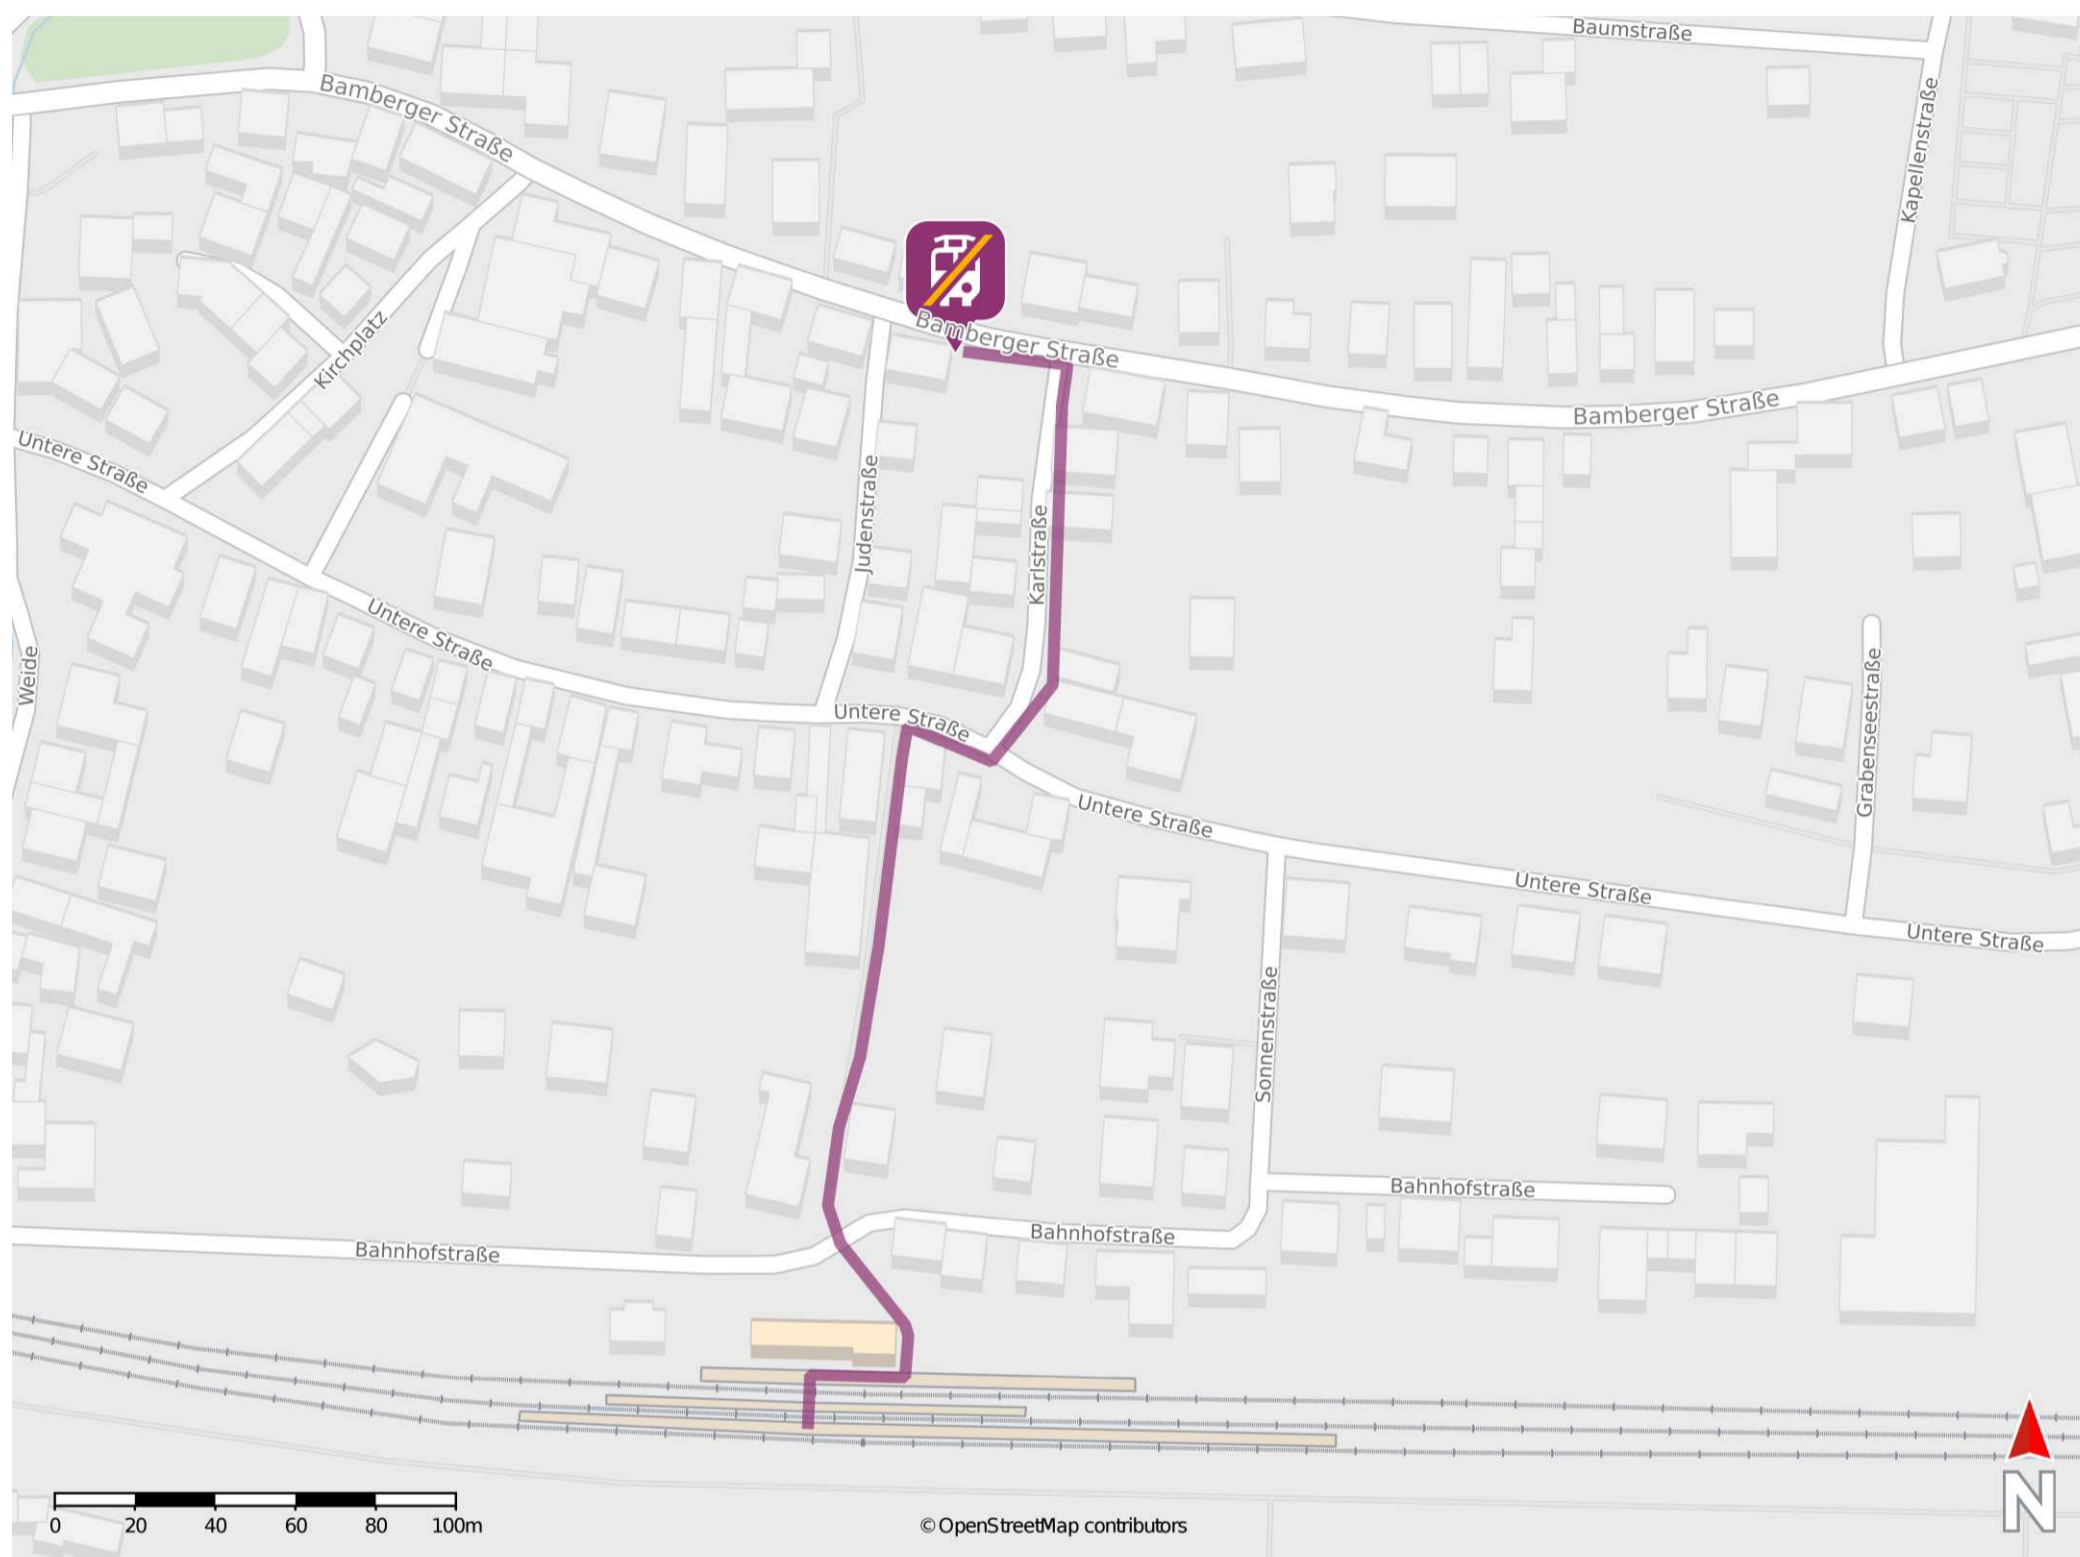 Baumstraße
Bamberger Straße
Kapellenstraße
Bamberger Straße
Kirchplatz
Bamberger Straße
Untere Straße
Judenstraße
Karlstraße
Untere Straße
Weide
Grabenseestraße
Untere Straße
Untere Straße
Untere Straße
Untere Straße
Sonnenstraße
Bahnhofstraße
Bahnhofstraße
Bahnhofstraße
N
0 20 40 60 80 100m
© OpenStreetMap contributors